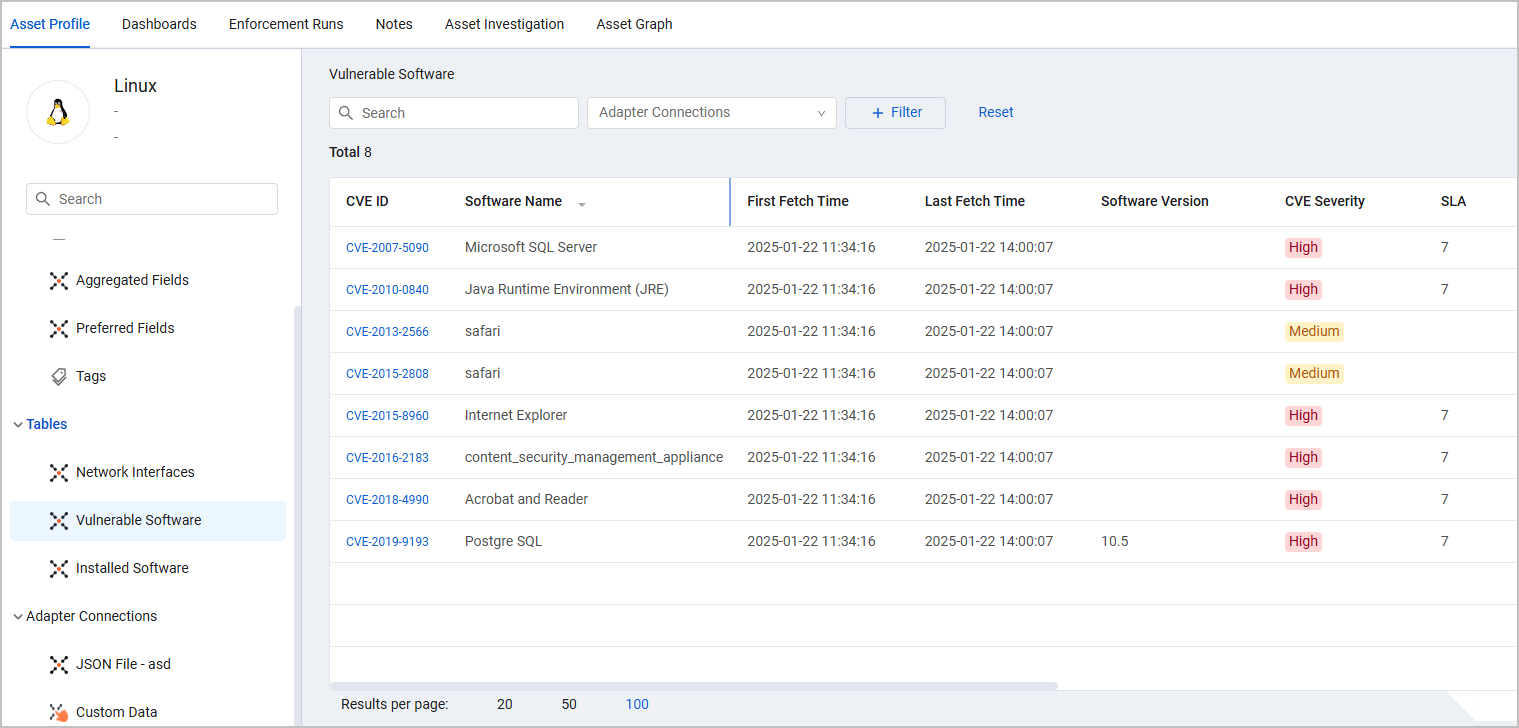 Asset Profile Dashboards Enforcement Runs Notes Asset Investigation Asset Graph
Linux
-
-
Search
Aggregated Fields
Preferred Fields
Tags
Tables
Network Interfaces
Vulnerable Software
Installed Software
Adapter Connections
JSON File - asd
Custom Data
Vulnerable Software
Search Adapter Connections + Filter Reset
Total 8
CVE ID Software Name First Fetch Time Last Fetch Time Software Version CVE Severity SLA
CVE-2007-5090 Microsoft SQL Server 2025-01-22 11:34:16 2025-01-22 14:00:07 High 7
CVE-2010-0840 Java Runtime Environment (JRE) 2025-01-22 11:34:16 2025-01-22 14:00:07 High 7
CVE-2013-2566 safari 2025-01-22 11:34:16 2025-01-22 14:00:07 Medium
CVE-2015-2808 safari 2025-01-22 11:34:16 2025-01-22 14:00:07 Medium
CVE-2015-8960 Internet Explorer 2025-01-22 11:34:16 2025-01-22 14:00:07 High 7
CVE-2016-2183 content_security_management_appliance 2025-01-22 11:34:16 2025-01-22 14:00:07 High 7
CVE-2018-4990 Acrobat and Reader 2025-01-22 11:34:16 2025-01-22 14:00:07 High 7
CVE-2019-9193 Postgre SQL 2025-01-22 11:34:16 2025-01-22 14:00:07 10.5 High 7
Results per page: 20 50 100